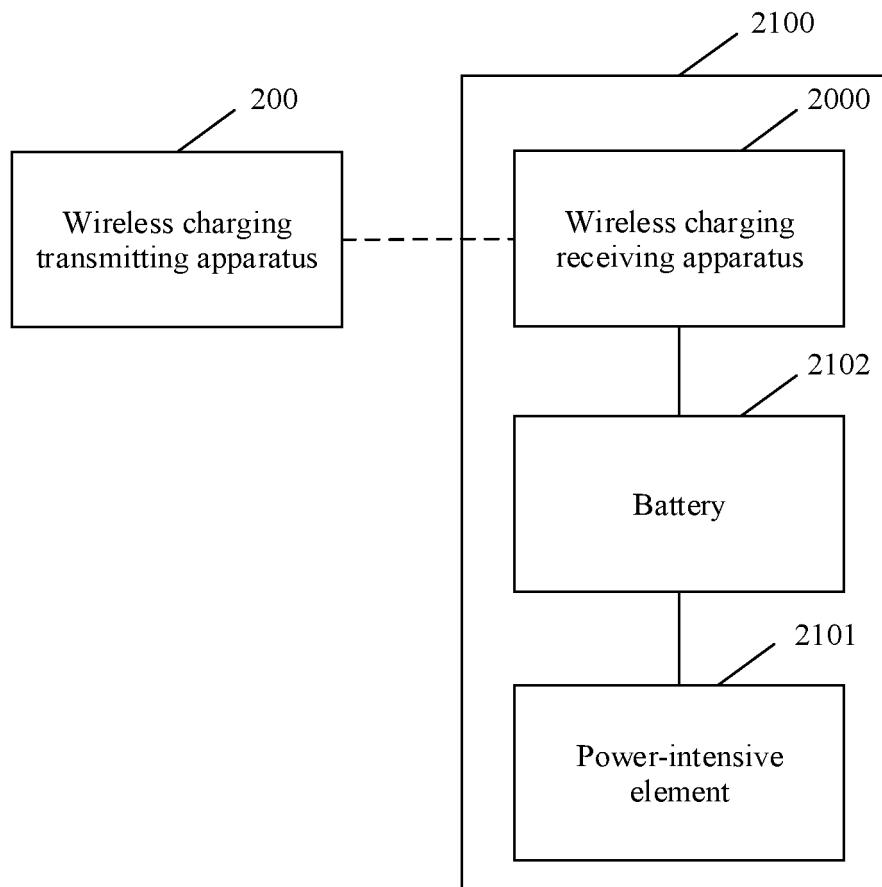 2100
200
2000
Wireless charging
transmitting apparatus
Wireless charging
receiving apparatus
2102
Battery
2101
Power-intensive
element